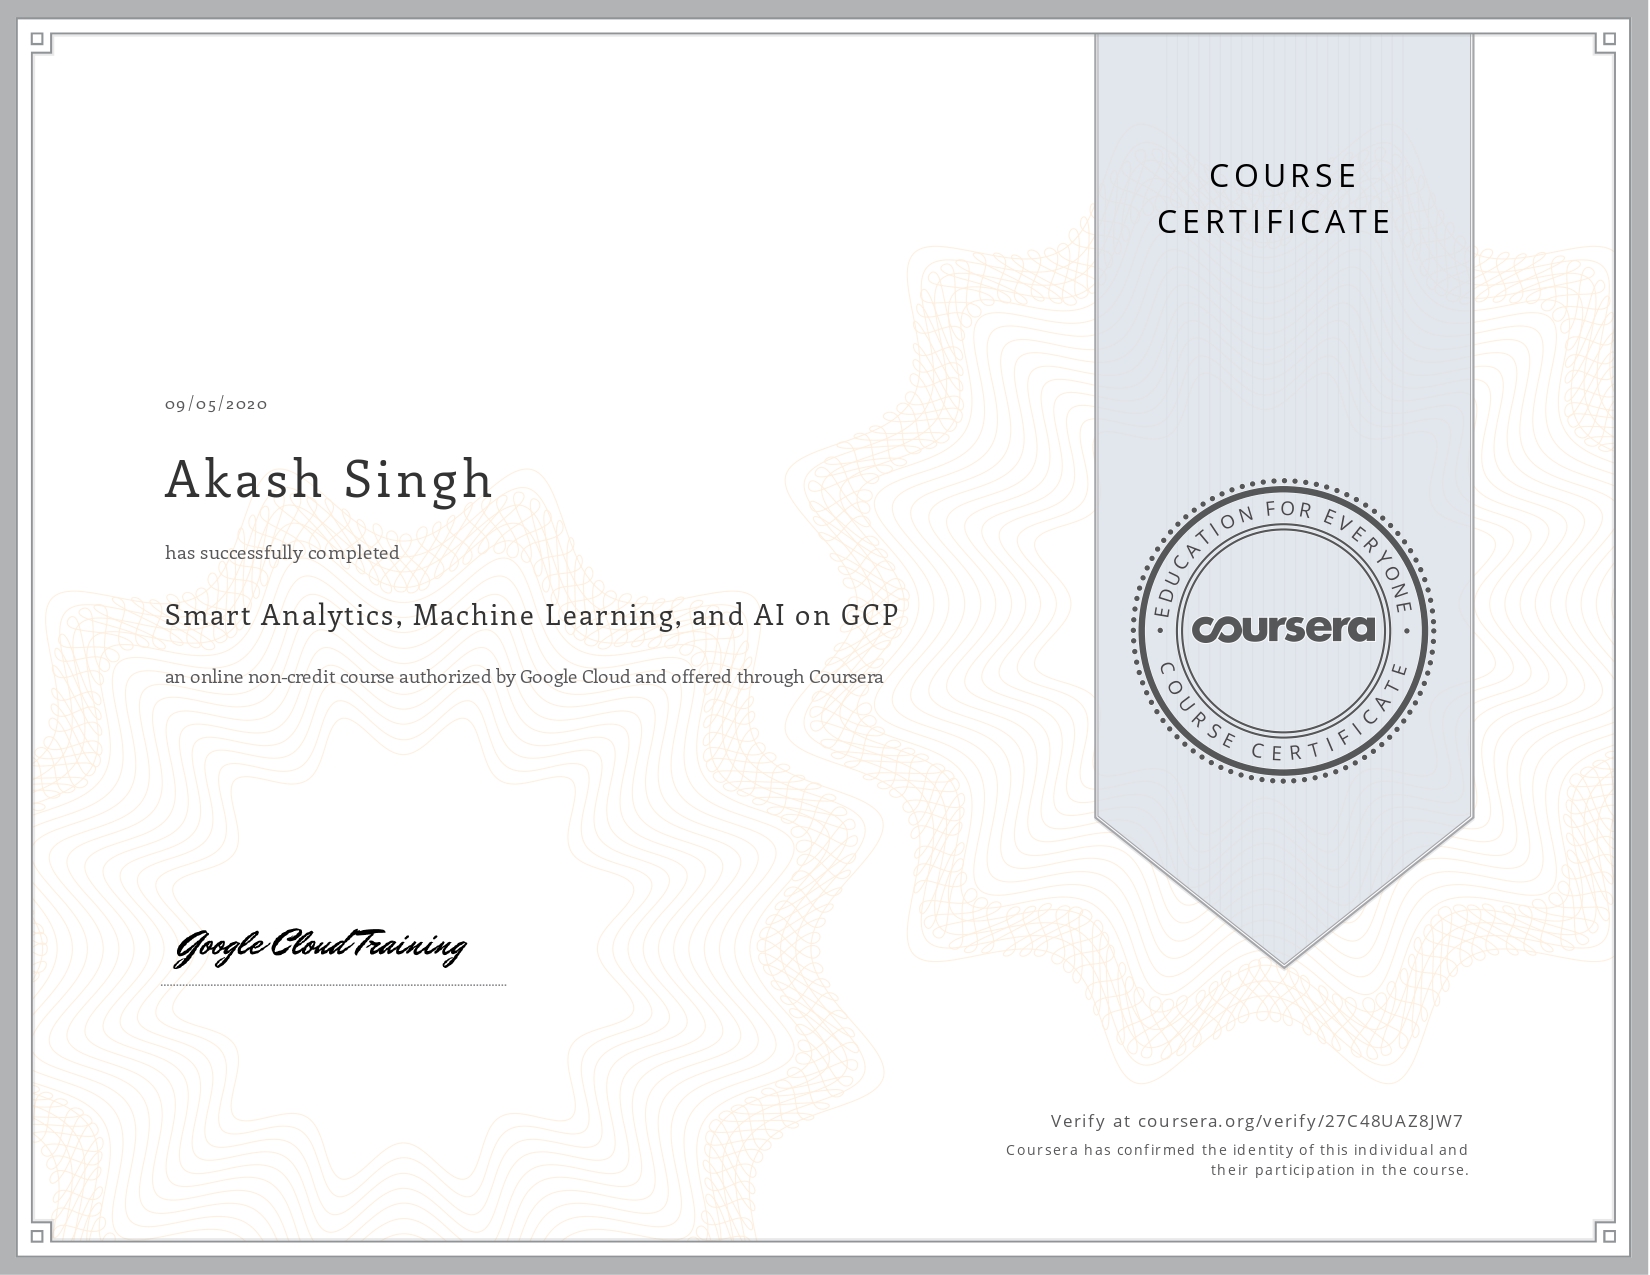 COURSE
CERTIFICATE
09/05/2020
Akash Singh
has successfully completed
Smart Analytics, Machine Learning, and AI on GCP
an online non-credit course authorized by Google Cloud and offered through Coursera
EDUCATION FOR EVERYONE
coursera
COURSE CERTIFICATE
Google Cloud Training
Verify at coursera.org/verify/27C48UAZ8JW7
Coursera has confirmed the identity of this individual and
their participation in the course.